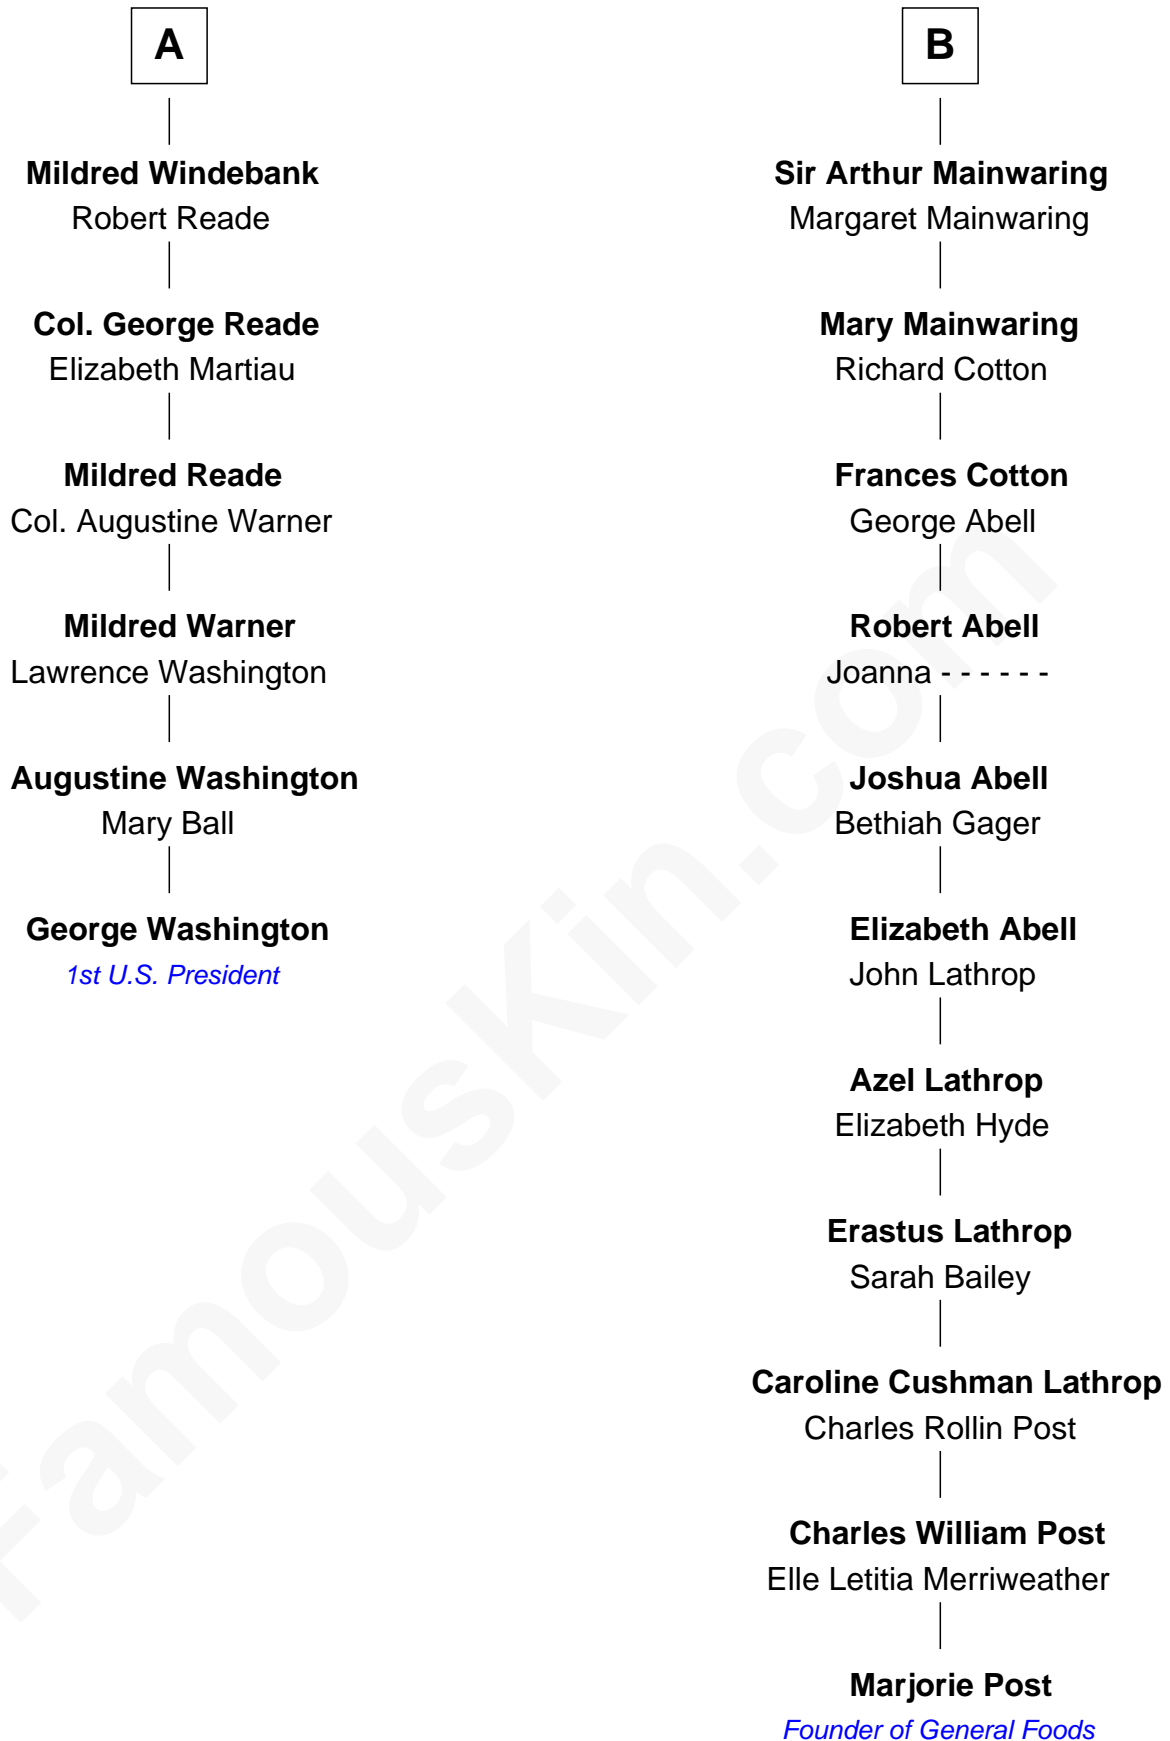 A
Mildred Windebank
Robert Reade
Col. George Reade
Elizabeth Martiau
Mildred Reade
Col. Augustine Warner
Mildred Warner
Lawrence Washington
Augustine Washington
Mary Ball
George Washington
1st U.S. President
B
Sir Arthur Mainwaring
Margaret Mainwaring
Mary Mainwaring
Richard Cotton
Frances Cotton
George Abell
Robert Abell
Joanna - - - - - -
Joshua Abell
Bethiah Gager
Elizabeth Abell
John Lathrop
Azel Lathrop
Elizabeth Hyde
Erastus Lathrop
Sarah Bailey
Caroline Cushman Lathrop
Charles Rollin Post
Charles William Post
Elle Letitia Merriweather
Marjorie Post
Founder of General Foods
FamousKin.com